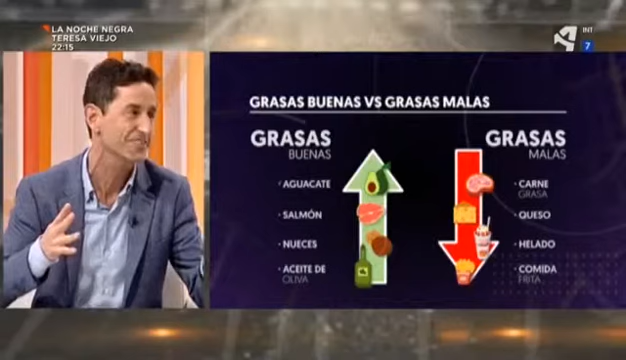 LA NOCHE NEGRA
TERESA VIEJO
22:15
INT
7
GRASAS BUENAS VS GRASAS MALAS
GRASAS
BUENAS
· AGUACATE
· SALMÓN
· NUECES
· ACEITE DE
OLIVA
GRASAS
MALAS
· CARNE
GRASA
· QUESO
· HELADO
· COMIDA
FRITA